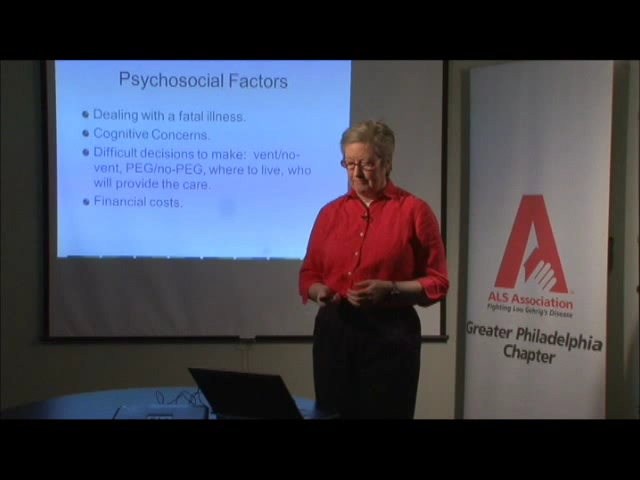 Psychosocial Factors
Dealing with a fatal illness.
Cognitive Concerns.
Difficult decisions to make: vent/no-
vent, PEG/no-PEG, where to live, who
will provide the care.
Financial costs.
ALS Association
Fighting Lou Gehrig's Disease
Greater Philadelphia
Chapter